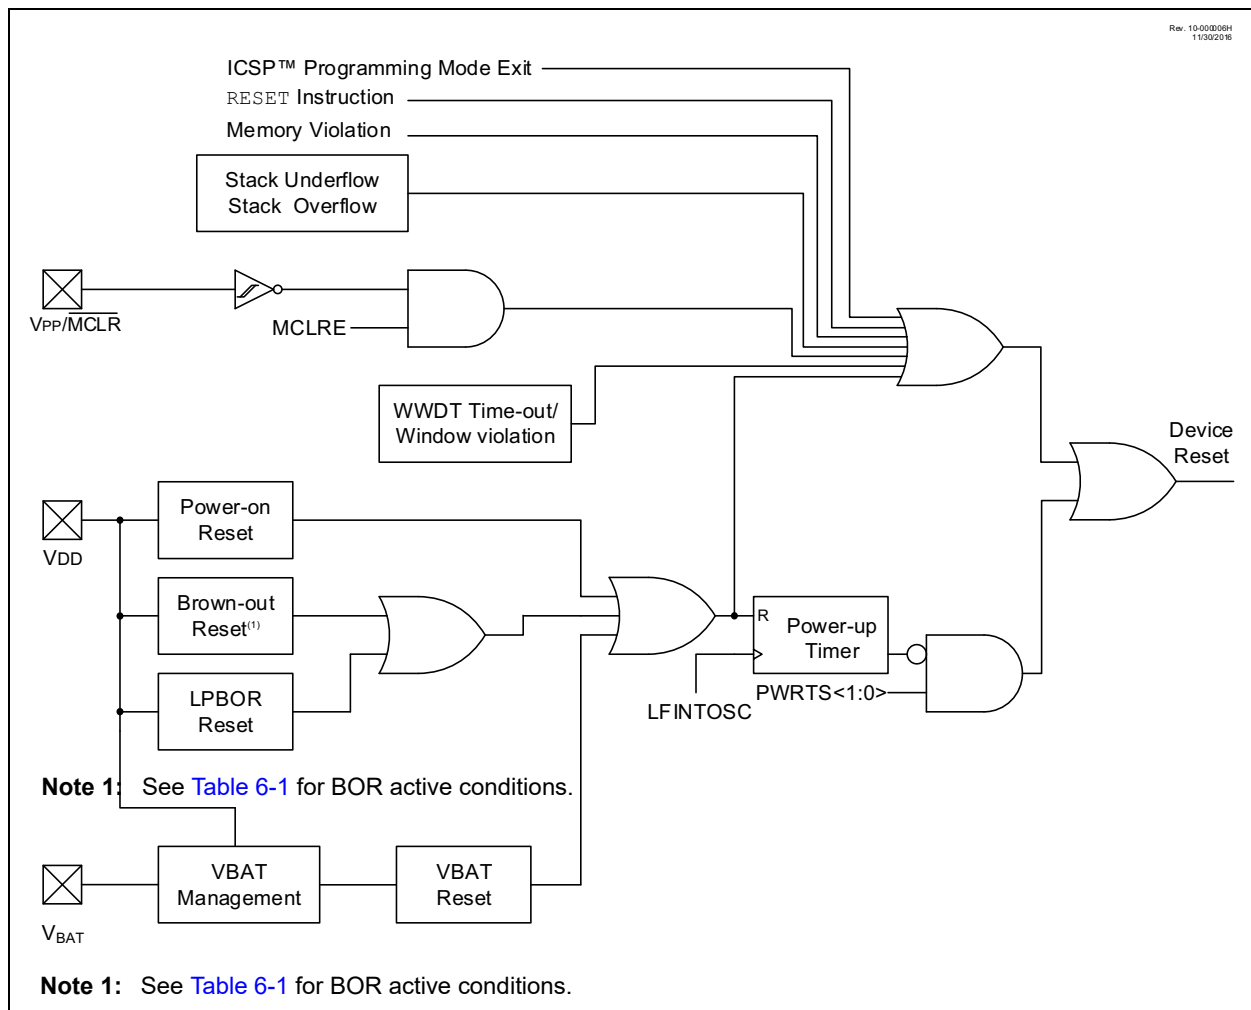 Rev. 10-000006H
11/30/2016
ICSP™ Programming Mode Exit
RESET Instruction
Memory Violation
Stack Underflow
Stack Overflow
VPP/MCLR
MCLRE
WWDT Time-out/
Window violation
Device
Reset
Power-on
Reset
VDD
Brown-out
Reset(1)
R
Power-up
Timer
LPBOR
Reset
PWRTS<1:0>
LFINTOSC
Note 1: See Table 6-1 for BOR active conditions.
VBAT
Management
VBAT
Reset
VBAT
Note 1: See Table 6-1 for BOR active conditions.